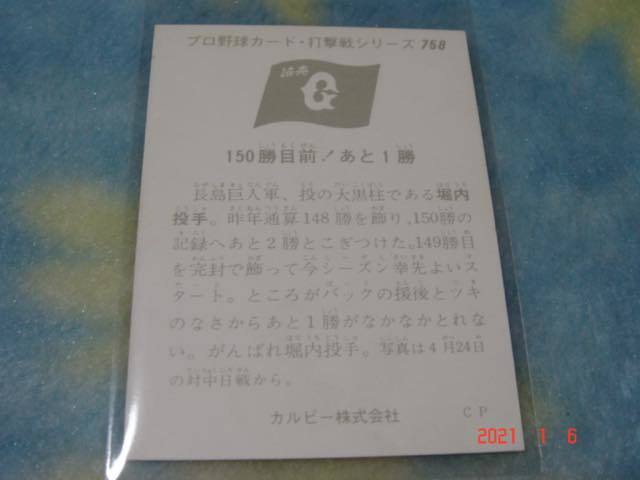 プロ野球カード・打撃戦シリーズ 758
読売
G
150勝目前！あと1勝
長島巨人軍、投の大黒柱である堀内
投手。昨年通算148勝を飾り、150勝の
記録へあと2勝とこぎつけた。149勝目
を完封で飾って今シーズン幸先よいス
タート。ところがバックの援後とツキ
のなさからあと1勝がなかなかとれな
い。がんばれ堀内投手。写真は4月24日
の対中日戦から。
カルビー株式会社 CP
2021 1 6